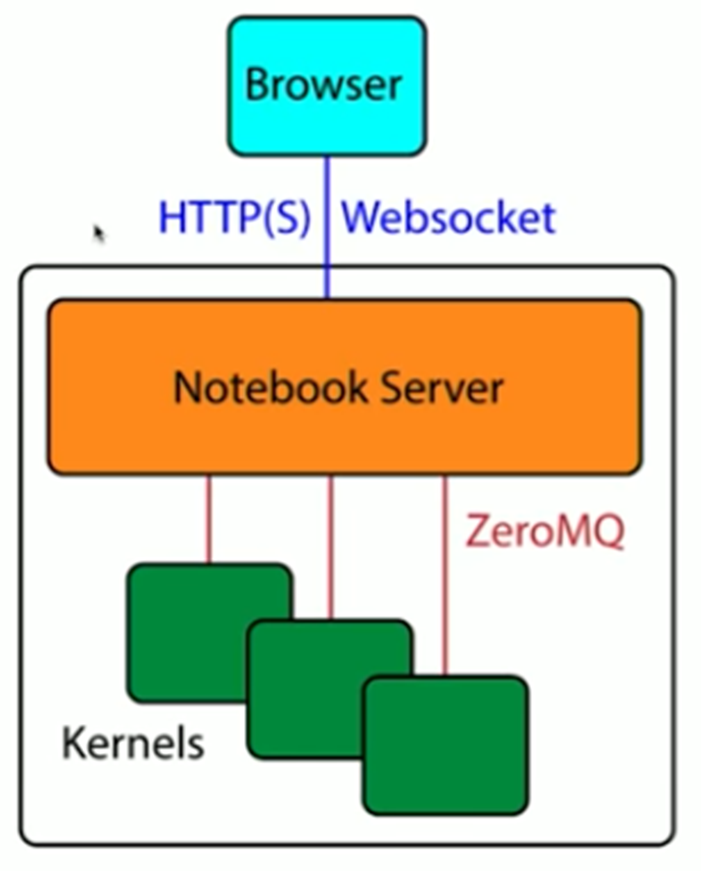 Browser
HTTP(S) Websocket
Notebook Server
ZeroMQ
Kernels